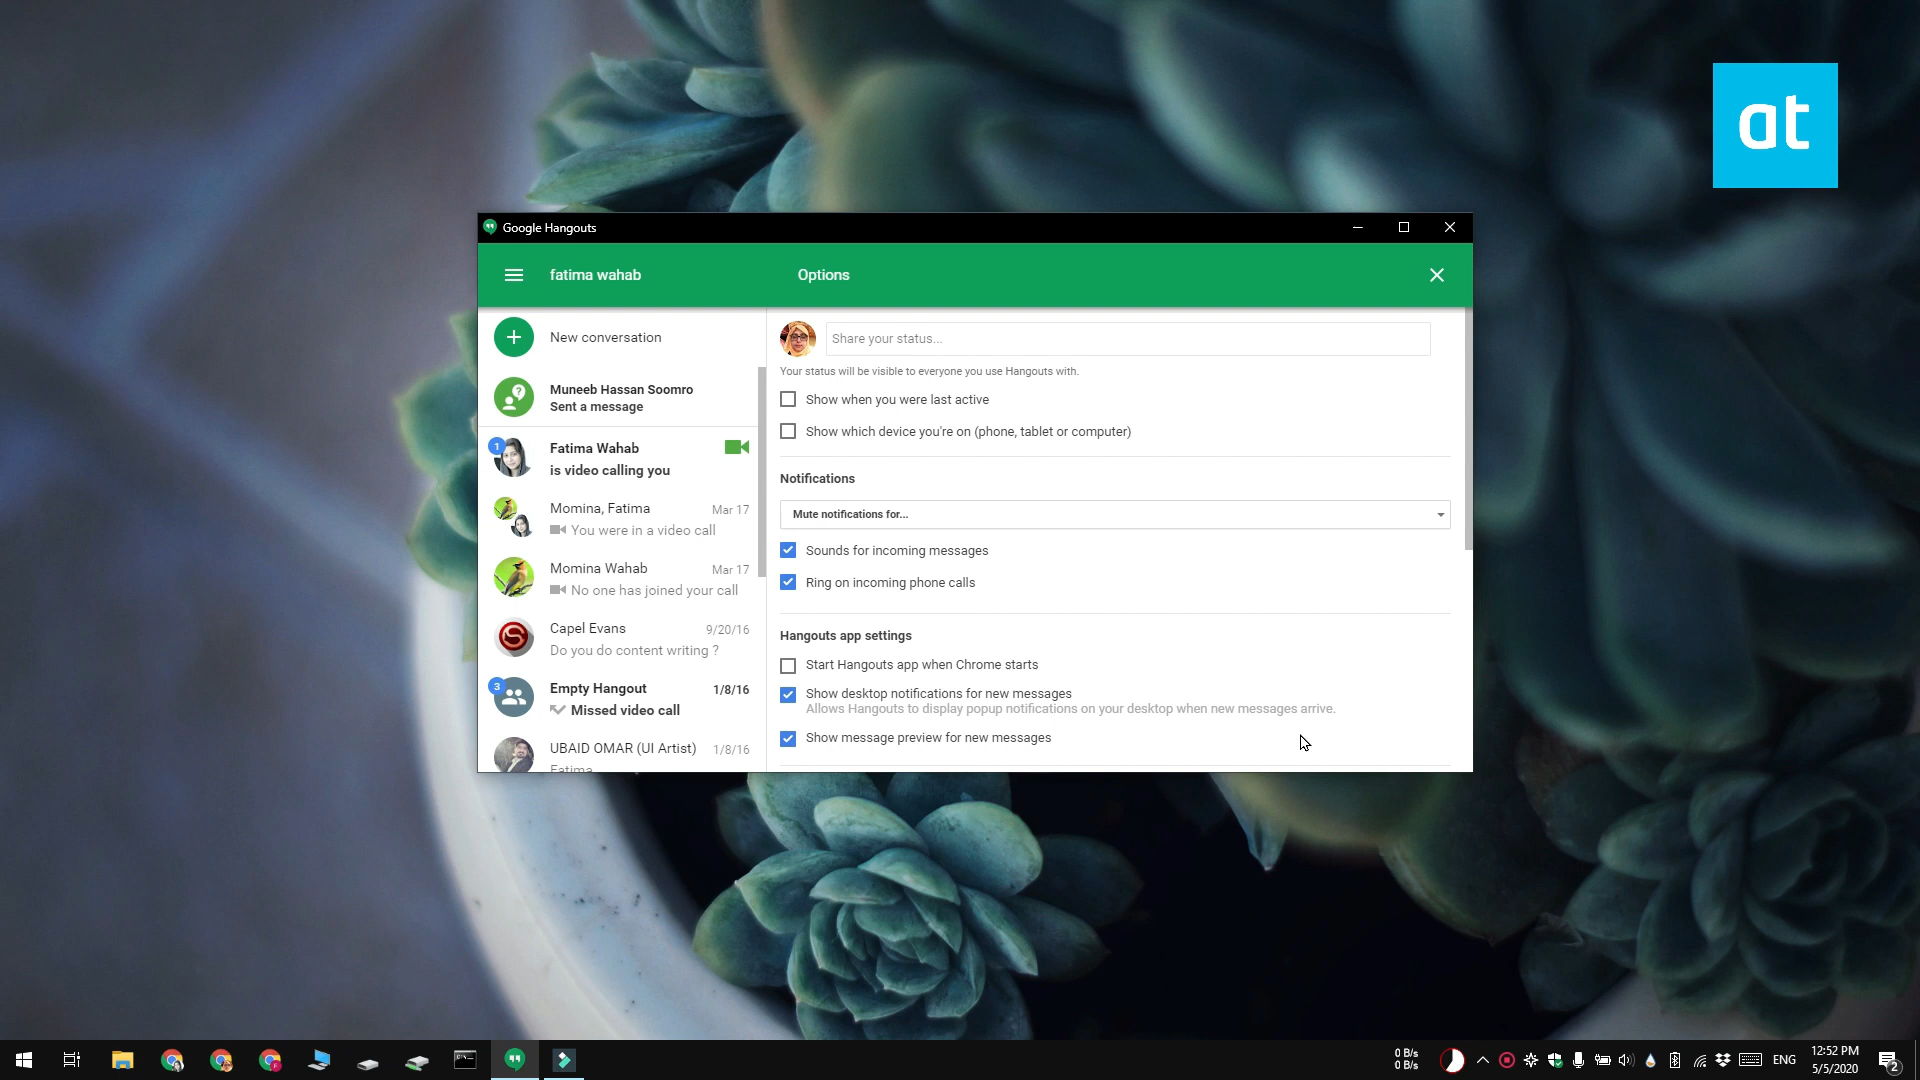 at
Google Hangouts
fatima wahab
Options
New conversation
Muneeb Hassan Soomro
Sent a message
1
Fatima Wahab
is video calling you
Momina, Fatima
Mar 17
You were in a video call
Momina Wahab
Mar 17
No one has joined your call
Capel Evans
9/20/16
Do you do content writing ?
3
Empty Hangout
1/8/16
Missed video call
UBAID OMAR (UI Artist)
1/8/16
Fatima
Share your status...
Your status will be visible to everyone you use Hangouts with.
Show when you were last active
Show which device you're on (phone, tablet or computer)
Notifications
Mute notifications for...
Sounds for incoming messages
Ring on incoming phone calls
Hangouts app settings
Start Hangouts app when Chrome starts
Show desktop notifications for new messages
Allows Hangouts to display popup notifications on your desktop when new messages arrive.
Show message preview for new messages
0 B/s
0 B/s
ENG
12:52 PM
5/5/2020
2